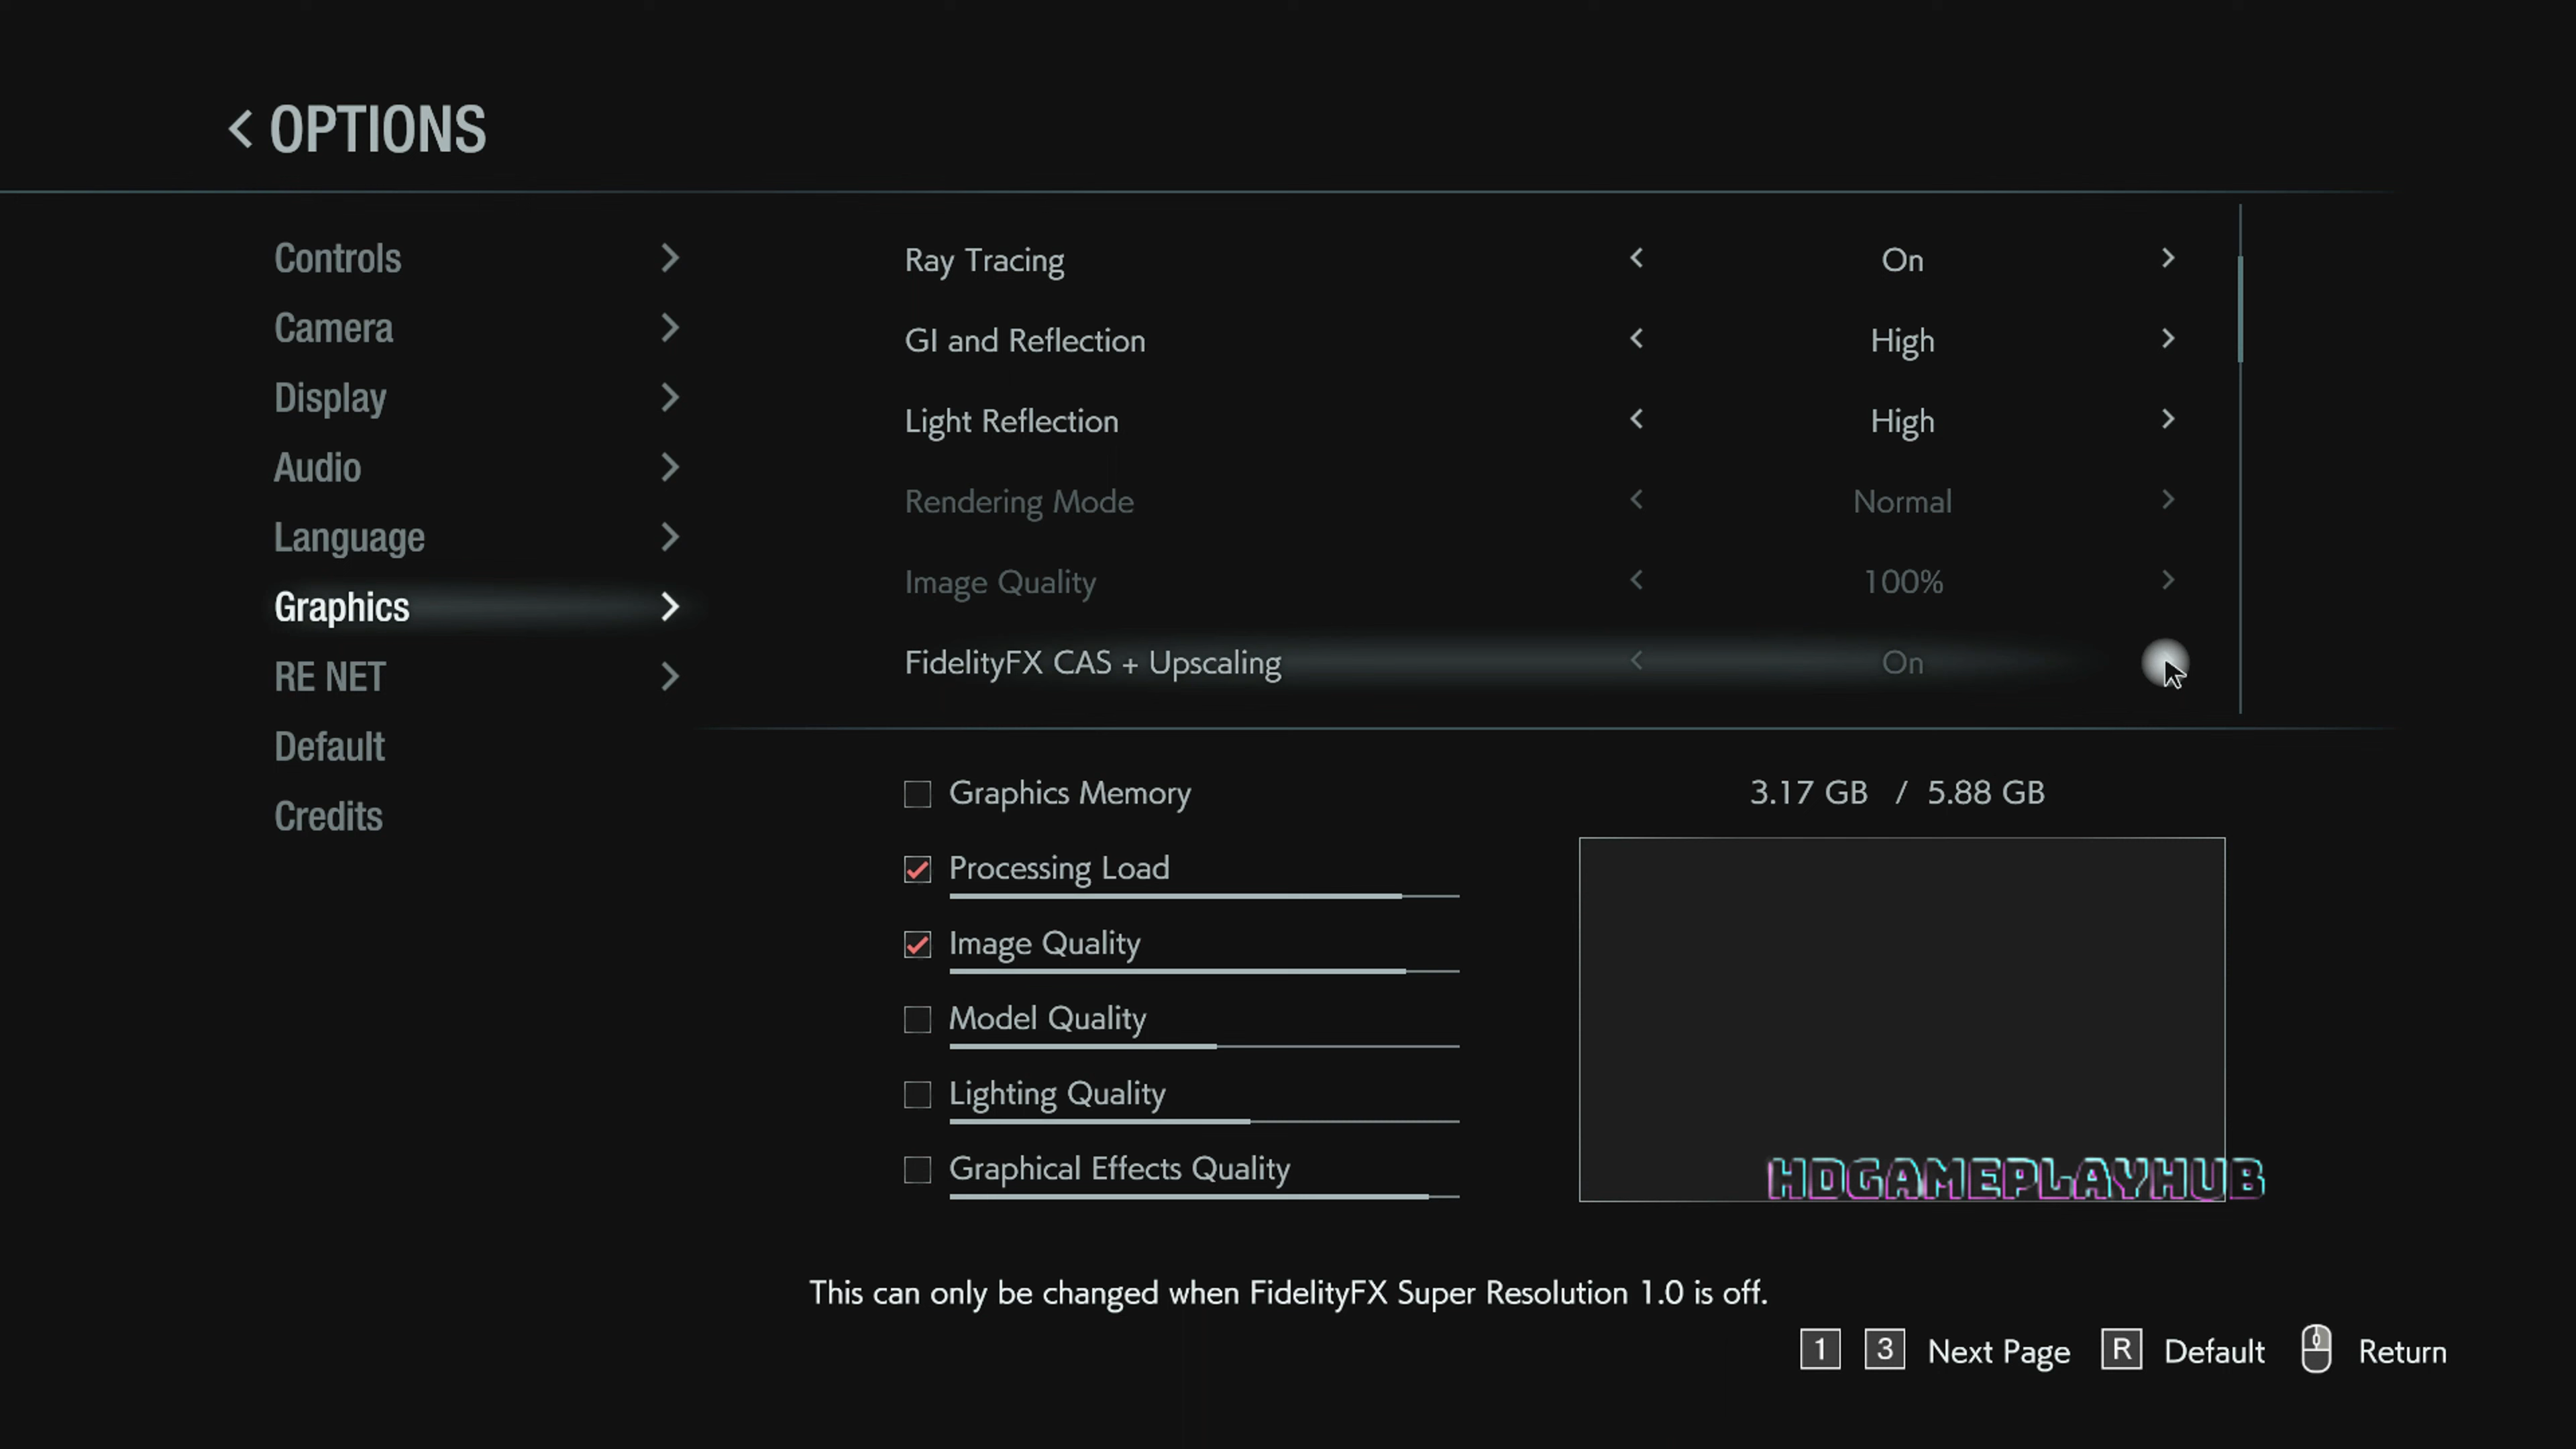 OPTIONS
Controls
Camera
Display
Audio
Language
Graphics
RE NET
Default
Credits
Ray Tracing On
GI and Reflection High
Light Reflection High
Rendering Mode Normal
Image Quality 100%
FidelityFX CAS + Upscaling On
Graphics Memory 3.17 GB / 5.88 GB
Processing Load
Image Quality
Model Quality
Lighting Quality
Graphical Effects Quality
HDGAMEPLAYHUB
This can only be changed when FidelityFX Super Resolution 1.0 is off.
1 3 Next Page R Default Return